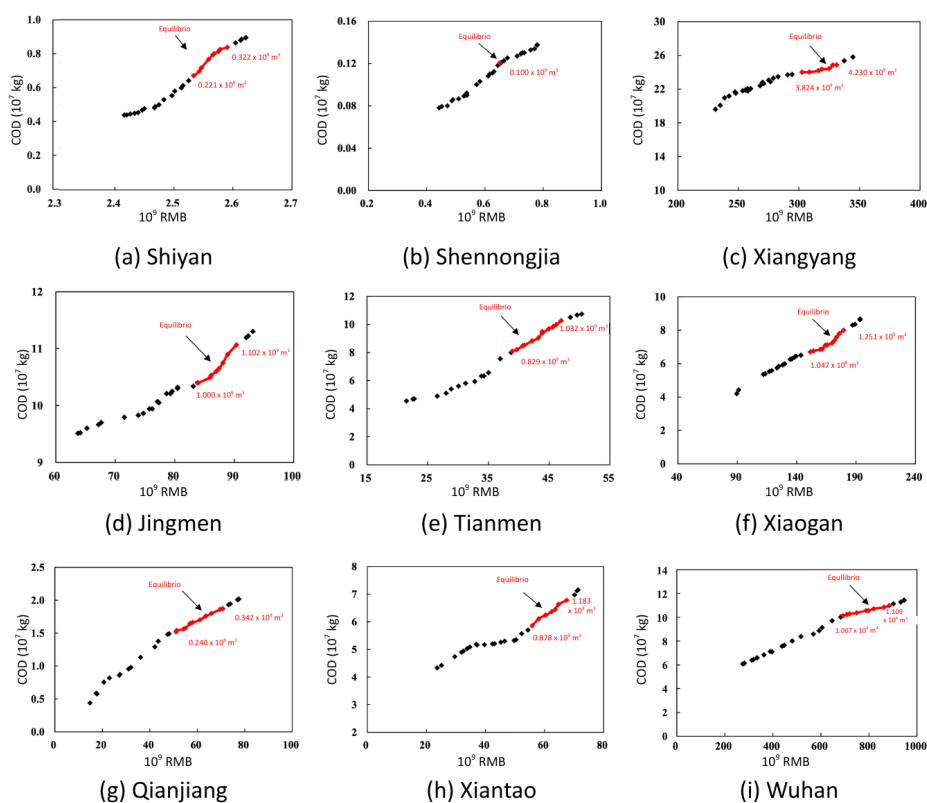 1.0
0.8
0.6
0.4
0.2
0.0
COD (10⁷ kg)
Equilibrio
0.322 x 10⁹ m³
0.221 x 10⁹ m³
2.3
2.4
2.5
2.6
2.7
10⁹ RMB
(a) Shiyan
0.16
0.12
0.08
0.04
0.00
COD (10⁷ kg)
Equilibrio
0.100 x 10⁹ m³
0.2
0.4
0.6
0.8
1.0
10⁹ RMB
(b) Shennongjia
30
26
22
18
14
10
COD (10⁷ kg)
Equilibrio
4.230 x 10⁹ m³
3.824 x 10⁹ m³
200
300
350
400
10⁹ RMB
(c) Xiangyang
12
11
10
9
COD (10⁷ kg)
Equilibrio
1.102 x 10⁹ m³
1.000 x 10⁹ m³
60
70
80
90
100
10⁹ RMB
(d) Jingmen
12
10
8
6
4
2
0
COD (10⁷ kg)
Equilibrio
1.032 x 10⁹ m³
0.829 x 10⁹ m³
15
25
35
45
55
10⁹ RMB
(e) Tianmen
10
8
6
4
2
0
COD (10⁷ kg)
Equilibrio
1.251 x 10⁹ m³
1.047 x 10⁹ m³
40
90
140
190
240
10⁹ RMB
(f) Xiaogan
2.5
2.0
1.5
1.0
0.5
0.0
COD (10⁷ kg)
Equilibrio
0.342 x 10⁹ m³
0.240 x 10⁹ m³
0
20
40
60
80
100
10⁹ RMB
(g) Qianjiang
8
7
6
5
4
3
2
COD (10⁷ kg)
Equilibrio
1.183
x 10⁹ m³
0.878 x 10⁹ m³
0
20
40
60
80
10⁹ RMB
(h) Xiantao
14
12
10
8
6
4
2
0
COD (10⁷ kg)
Equilibrio
1.109
x 10⁹ m³
1.007 x 10⁹ m³
0
200
400
600
800
1000
10⁹ RMB
(i) Wuhan